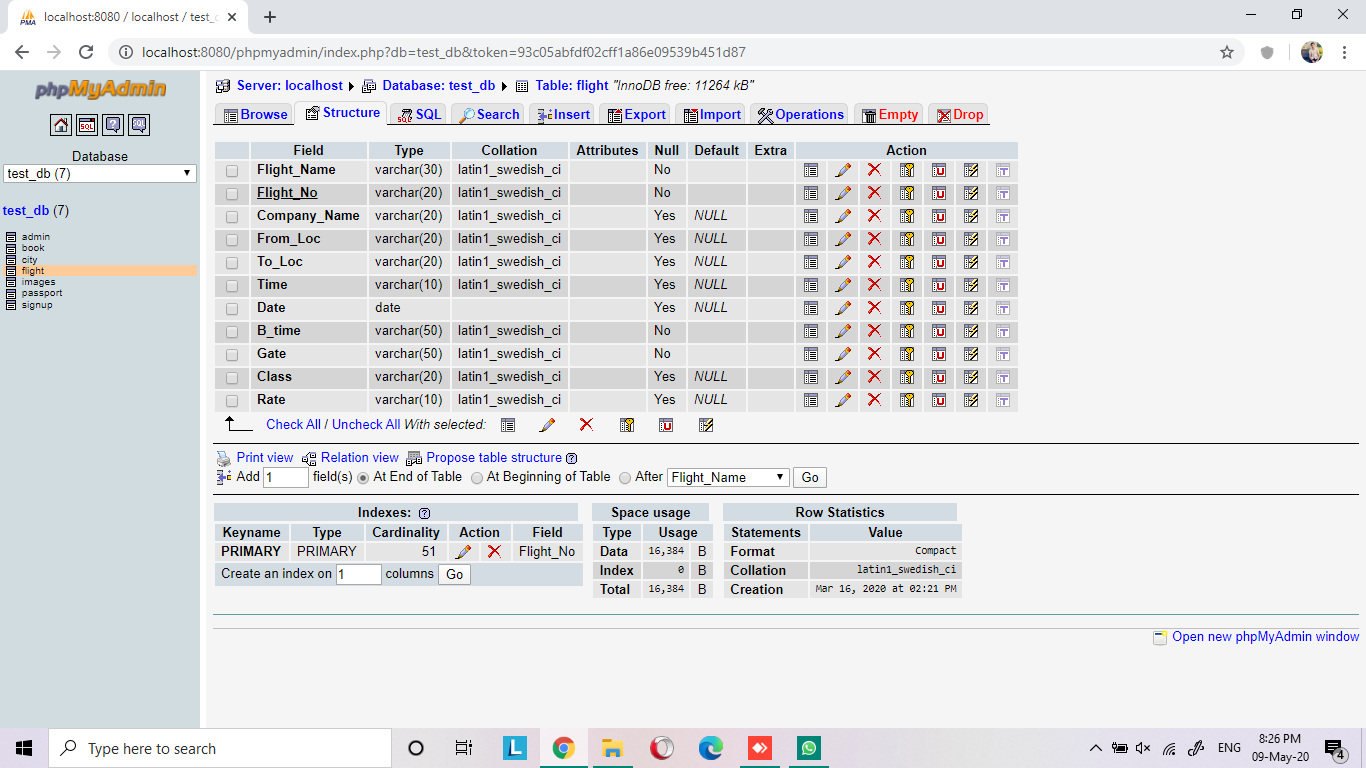 localhost:8080 / localhost / test_
localhost:8080/phpmyadmin/index.php?db=test_db&token=93c05abfdf02cff1a86e09539b451d87
phpMyAdmin
SQL
Database
test_db (7)
test_db (7)
admin
book
city
flight
images
passport
signup
Server: localhost Database: test_db Table: flight "InnoDB free: 11264 kB"
Browse Structure SQL Search Insert Export Import Operations Empty Drop
Field Type Collation Attributes Null Default Extra Action
Flight_Name varchar(30) latin1_swedish_ci No
Flight_No varchar(20) latin1_swedish_ci No
Company_Name varchar(20) latin1_swedish_ci Yes NULL
From_Loc varchar(20) latin1_swedish_ci Yes NULL
To_Loc varchar(20) latin1_swedish_ci Yes NULL
Time varchar(10) latin1_swedish_ci Yes NULL
Date date Yes NULL
B_time varchar(50) latin1_swedish_ci No
Gate varchar(50) latin1_swedish_ci No
Class varchar(20) latin1_swedish_ci Yes NULL
Rate varchar(10) latin1_swedish_ci Yes NULL
Check All / Uncheck All With selected:
Print view Relation view Propose table structure
Add 1 field(s) At End of Table At Beginning of Table After Flight_Name Go
Indexes:
Keyname Type Cardinality Action Field
PRIMARY PRIMARY 51 Flight_No
Create an index on 1 columns Go
Space usage
Type Usage
Data 16,384 B
Index 0 B
Total 16,384 B
Row Statistics
Statements Value
Format Compact
Collation latin1_swedish_ci
Creation Mar 16, 2020 at 02:21 PM
Open new phpMyAdmin window
Type here to search
L
ENG
8:26 PM
09-May-20
4